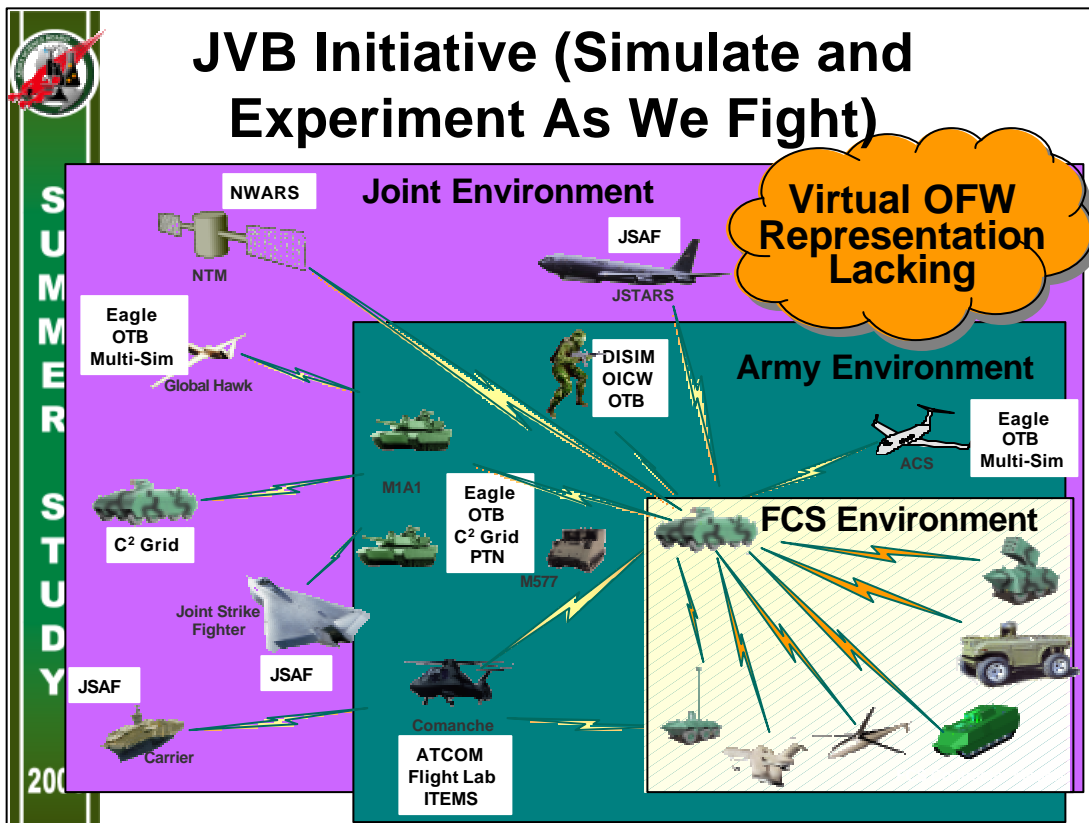 JVB Initiative (Simulate and
Experiment As We Fight)
SUMMER STUDY
200
Joint Environment
Virtual OFW
Representation
Lacking
NWARS
NTM
JSAF
JSTARS
Eagle
OTB
Multi-Sim
Global Hawk
DISIM
OICW
OTB
Army Environment
ACS
Eagle
OTB
Multi-Sim
M1A1
C² Grid
Eagle
OTB
C² Grid
PTN
M577
FCS Environment
Joint Strike
Fighter
JSAF
JSAF
Carrier
Comanche
ATCOM
Flight Lab
ITEMS